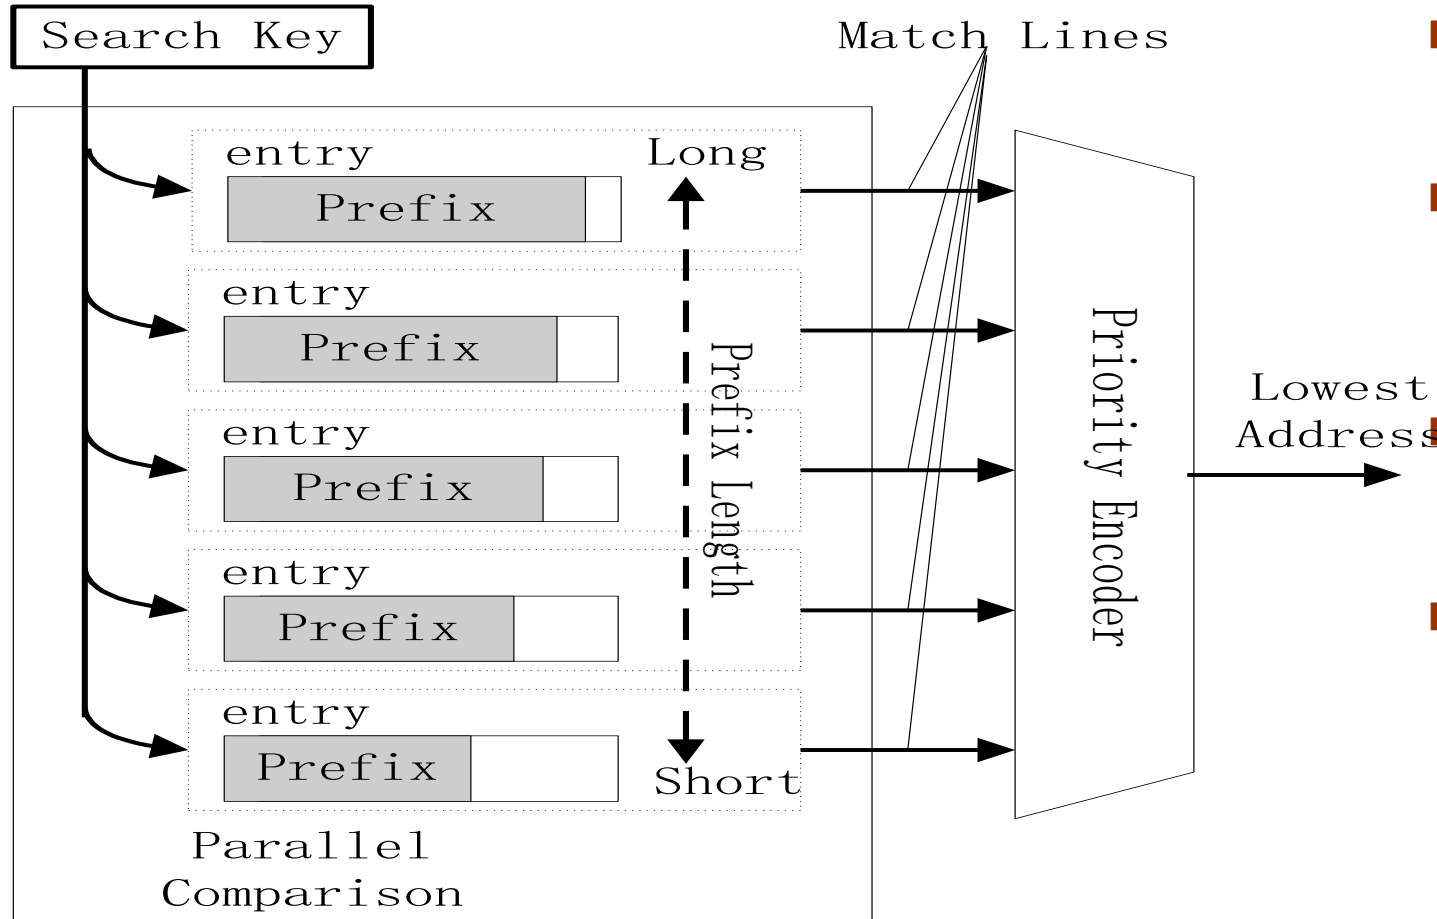 Search Key
Match Lines
entry
Long
Prefix
entry
Prefix
entry
Prefix
entry
Prefix
entry
Prefix
Short
Prefix Length
Priority Encoder
Lowest
Address
Parallel
Comparison